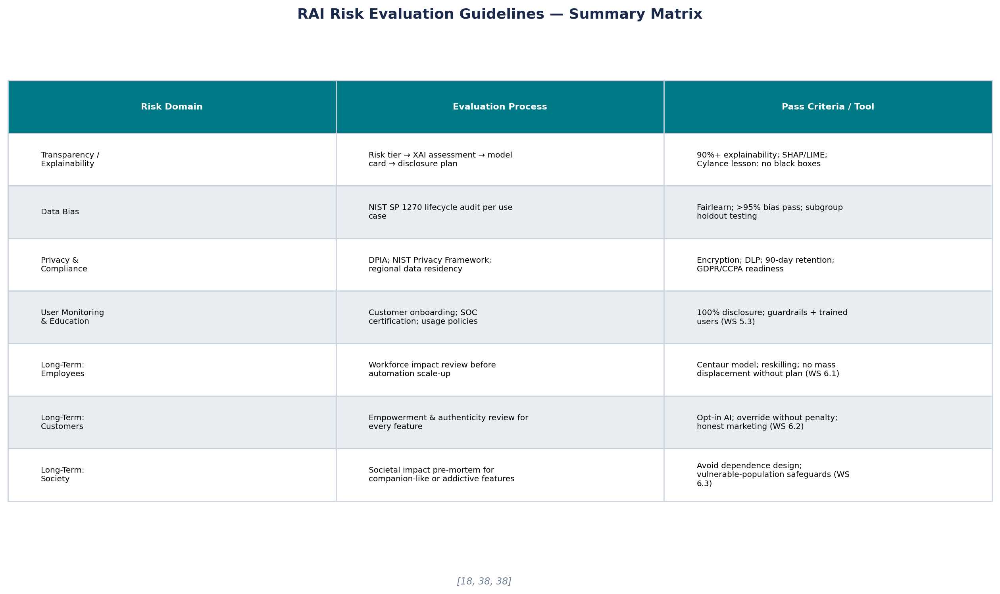 RAI Risk Evaluation Guidelines — Summary Matrix
Risk Domain
Evaluation Process
Pass Criteria / Tool
Transparency /
Explainability
Risk tier → XAI assessment → model
card → disclosure plan
90%+ explainability; SHAP/LIME;
Cylance lesson: no black boxes
Data Bias
NIST SP 1270 lifecycle audit per use
case
Fairlearn; >95% bias pass; subgroup
holdout testing
Privacy &
Compliance
DPIA; NIST Privacy Framework;
regional data residency
Encryption; DLP; 90-day retention;
GDPR/CCPA readiness
User Monitoring
& Education
Customer onboarding; SOC
certification; usage policies
100% disclosure; guardrails + trained
users (WS 5.3)
Long-Term:
Employees
Workforce impact review before
automation scale-up
Centaur model; reskilling; no mass
displacement without plan (WS 6.1)
Long-Term:
Customers
Empowerment & authenticity review for
every feature
Opt-in AI; override without penalty;
honest marketing (WS 6.2)
Long-Term:
Society
Societal impact pre-mortem for
companion-like or addictive features
Avoid dependence design;
vulnerable-population safeguards (WS
6.3)
[18, 38, 38]